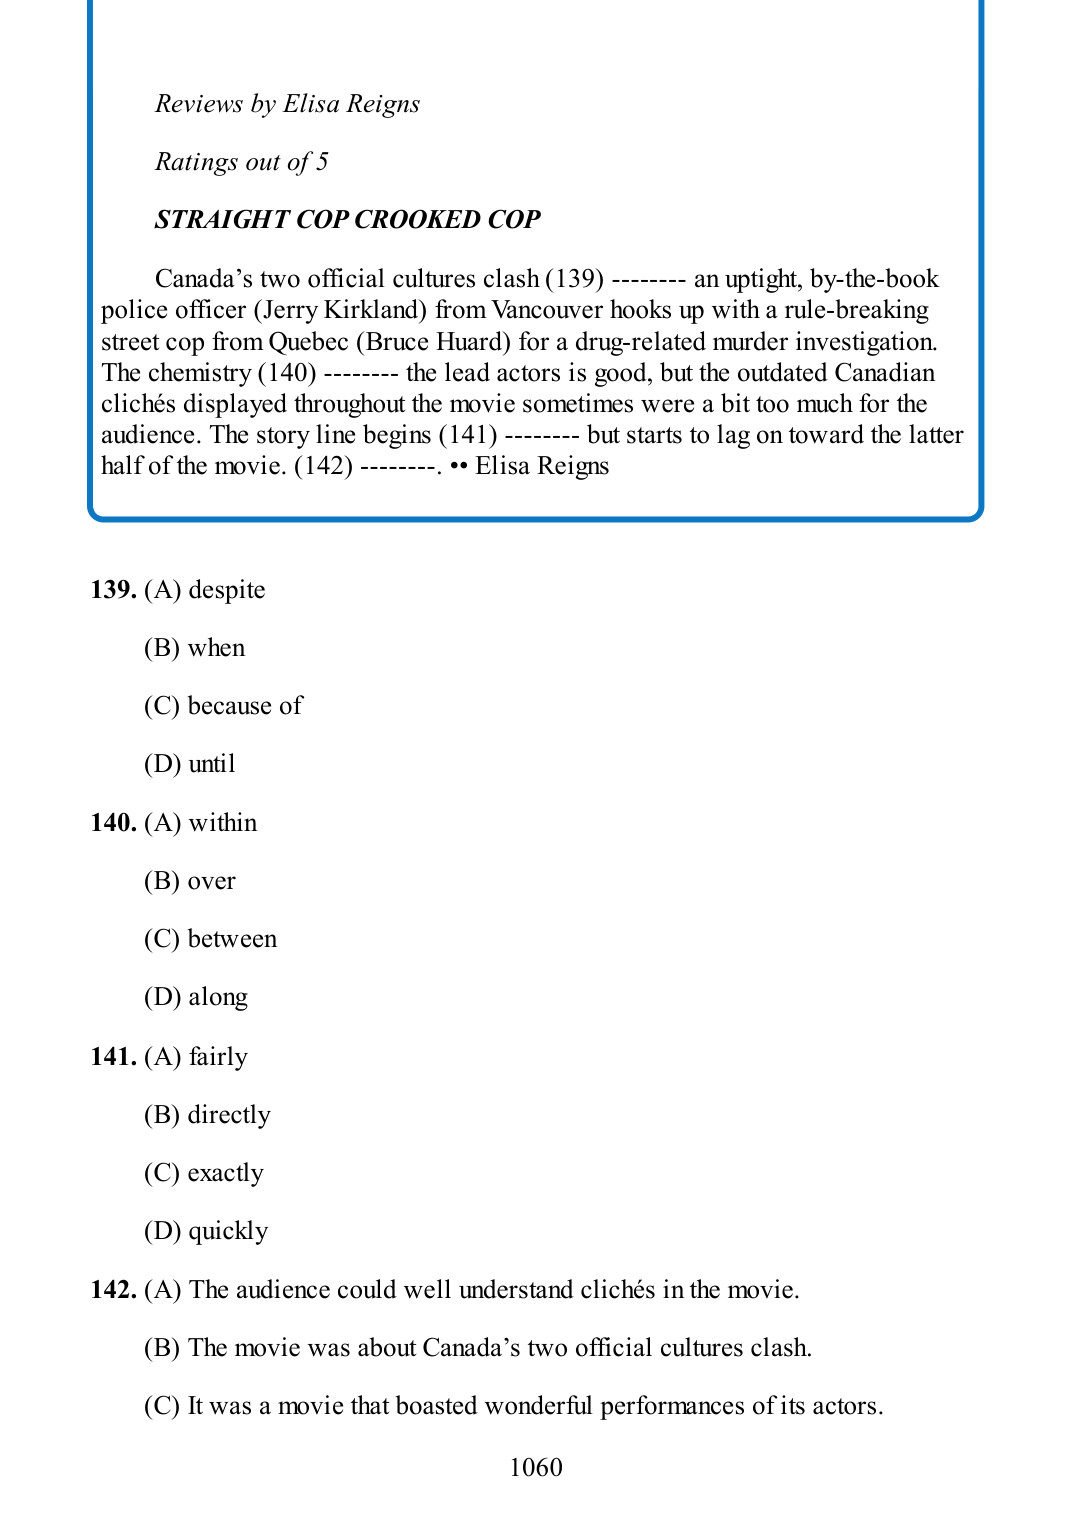 Reviews by Elisa Reigns
Ratings out of 5
STRAIGHT COP CROOKED COP
Canada’s two official cultures clash (139) -------- an uptight, by-the-book
police officer (Jerry Kirkland) from Vancouver hooks up with a rule-breaking
street cop from Quebec (Bruce Huard) for a drug-related murder investigation.
The chemistry (140) -------- the lead actors is good, but the outdated Canadian
clichés displayed throughout the movie sometimes were a bit too much for the
audience. The story line begins (141) -------- but starts to lag on toward the latter
half of the movie. (142) --------. •• Elisa Reigns
139. (A) despite
(B) when
(C) because of
(D) until
140. (A) within
(B) over
(C) between
(D) along
141. (A) fairly
(B) directly
(C) exactly
(D) quickly
142. (A) The audience could well understand clichés in the movie.
(B) The movie was about Canada’s two official cultures clash.
(C) It was a movie that boasted wonderful performances of its actors.
1060